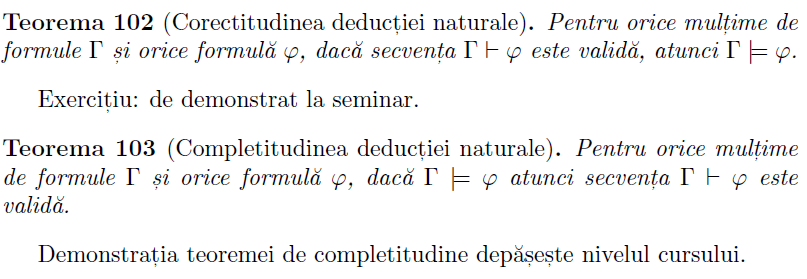 Teorema 102 (Corectitudinea deducției naturale). Pentru orice mulțime de
formule Γ și orice formulă φ, dacă secvența Γ ⊢ φ este validă, atunci Γ ⊨ φ.
Exercițiu: de demonstrat la seminar.
Teorema 103 (Completitudinea deducției naturale). Pentru orice mulțime
de formule Γ și orice formulă φ, dacă Γ ⊨ φ atunci secvența Γ ⊢ φ este
validă.
Demonstrația teoremei de completitudine depășește nivelul cursului.